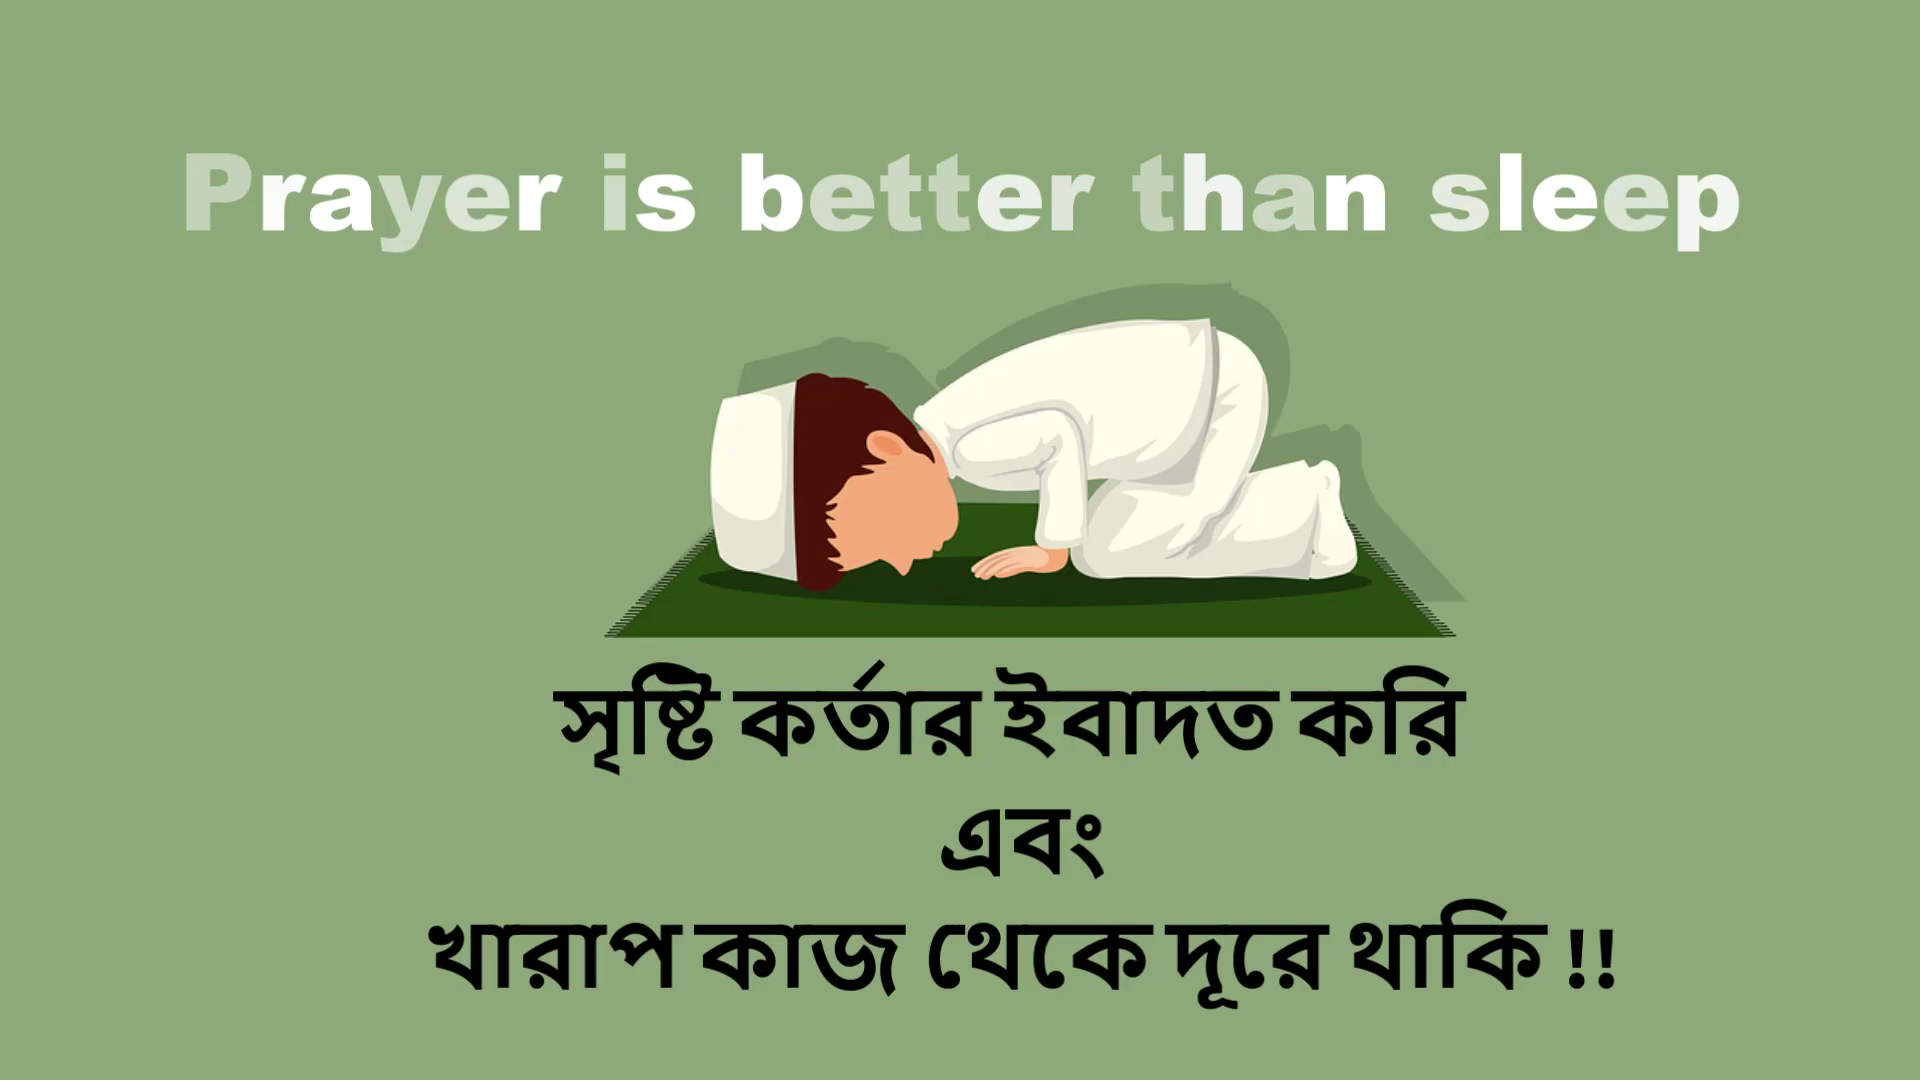 Prayer is better than sleep
সৃষ্টি কর্তার ইবাদত করি
এবং
খারাপ কাজ থেকে দূরে থাকি !!